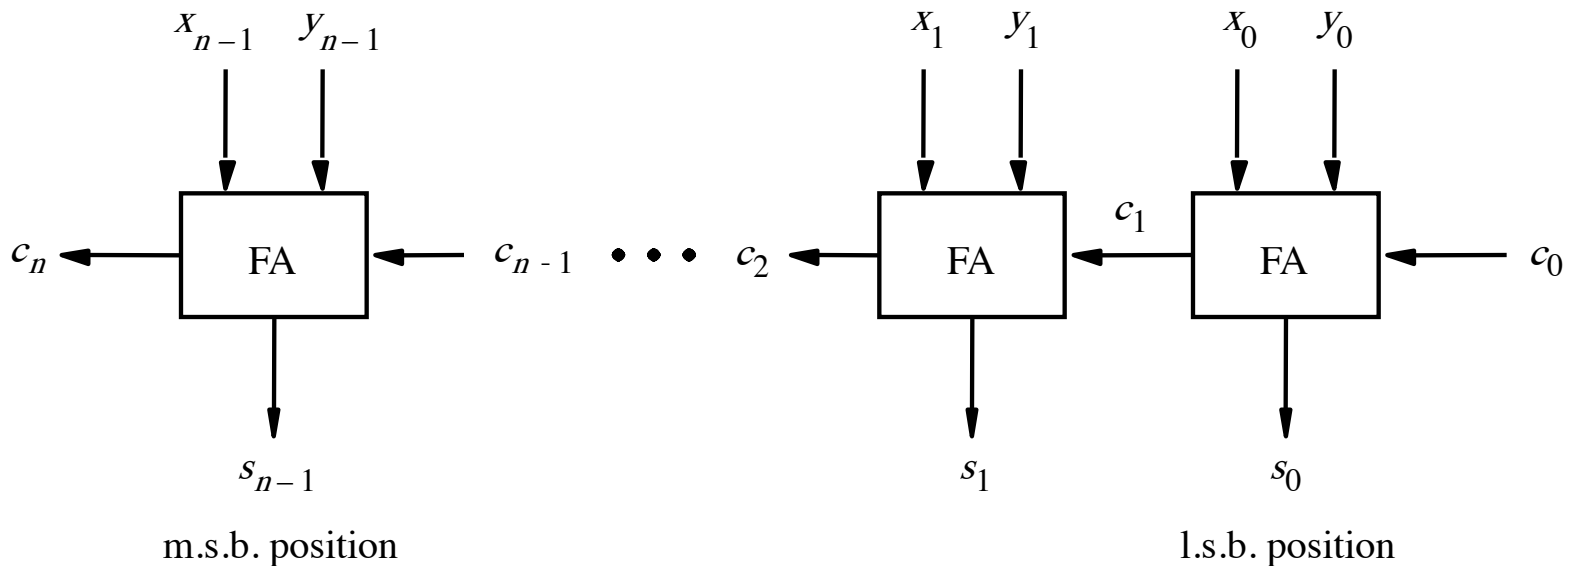 x_{n–1} y_{n–1} x_1 y_1 x_0 y_0
c_1
c_n FA c_{n-1} • • • c_2 FA FA c_0
s_{n–1} s_1 s_0
m.s.b. position l.s.b. position